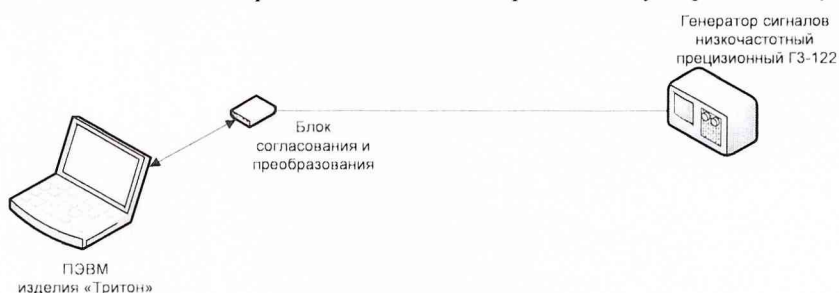 Генератор сигналов
низкочастотный
прецизионный Г3-122
Блок
согласования и
преобразования
ПЭВМ
изделия «Тритон»